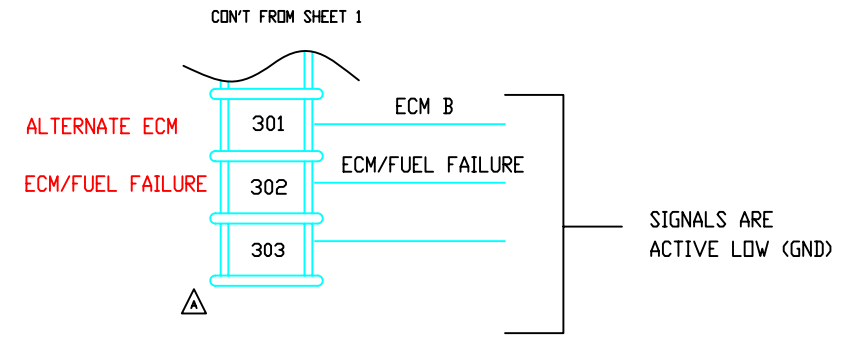 CON'T FROM SHEET 1
ALTERNATE ECM
301
ECM B
ECM/FUEL FAILURE
302
ECM/FUEL FAILURE
303
SIGNALS ARE
ACTIVE LOW (GND)
A